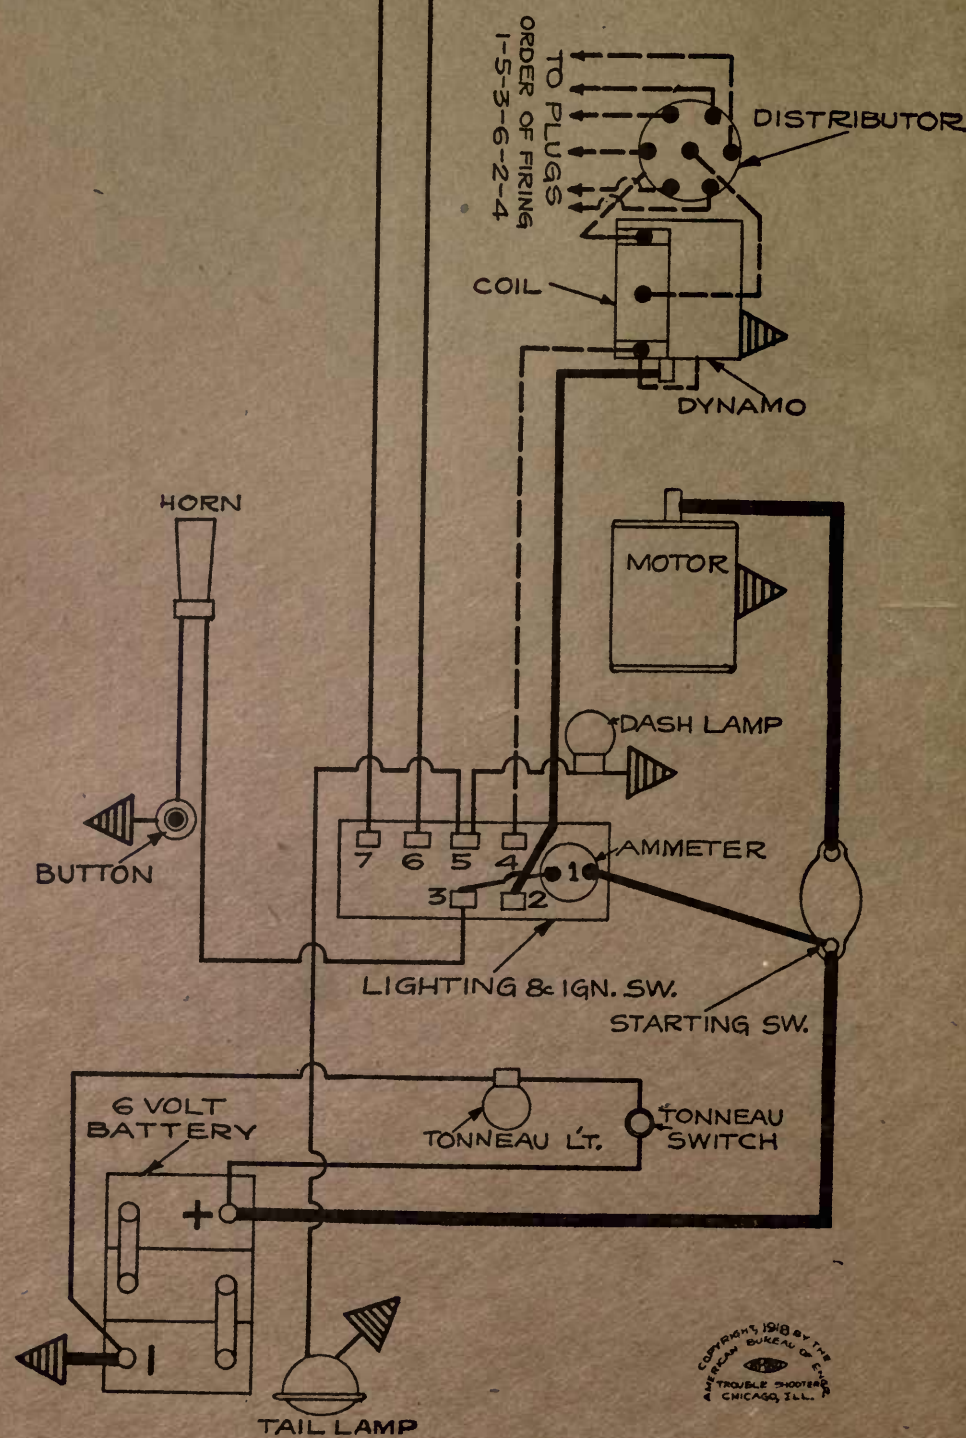 TO PLUGS
ORDER OF FIRING
1-5-3-6-2-4
DISTRIBUTOR
COIL
DYNAMO
HORN
MOTOR
DASH LAMP
BUTTON
7 6 5 4
AMMETER
1
3 2
LIGHTING & IGN. SW.
STARTING SW.
6 VOLT
BATTERY
TONNEAU LT.
TONNEAU
SWITCH
+
-
TAIL LAMP
COPYRIGHT, 1918 BY THE
AMERICAN BUREAU OF ENGR.
TROUBLE SHOOTER
CHICAGO, ILL.